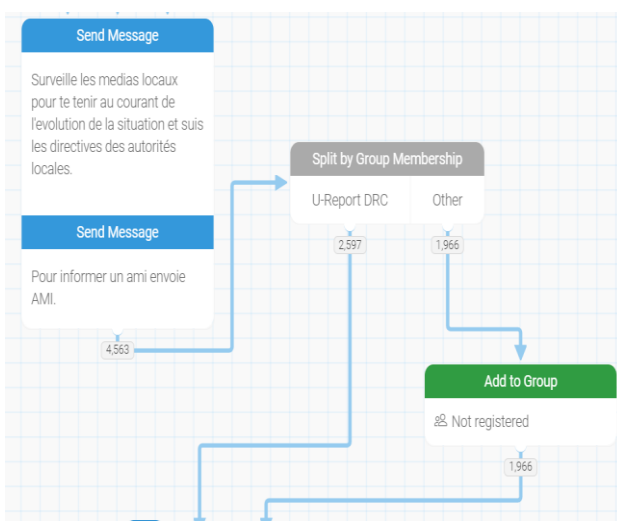 Send Message
Surveille les medias locaux
pour te tenir au courant de
l'evolution de la situation et suis
les directives des autorités
locales.
Send Message
Pour informer un ami envoie
AMI.
4,563
Split by Group Membership
U-Report DRC
Other
2,597
1,966
Add to Group
Not registered
1,966